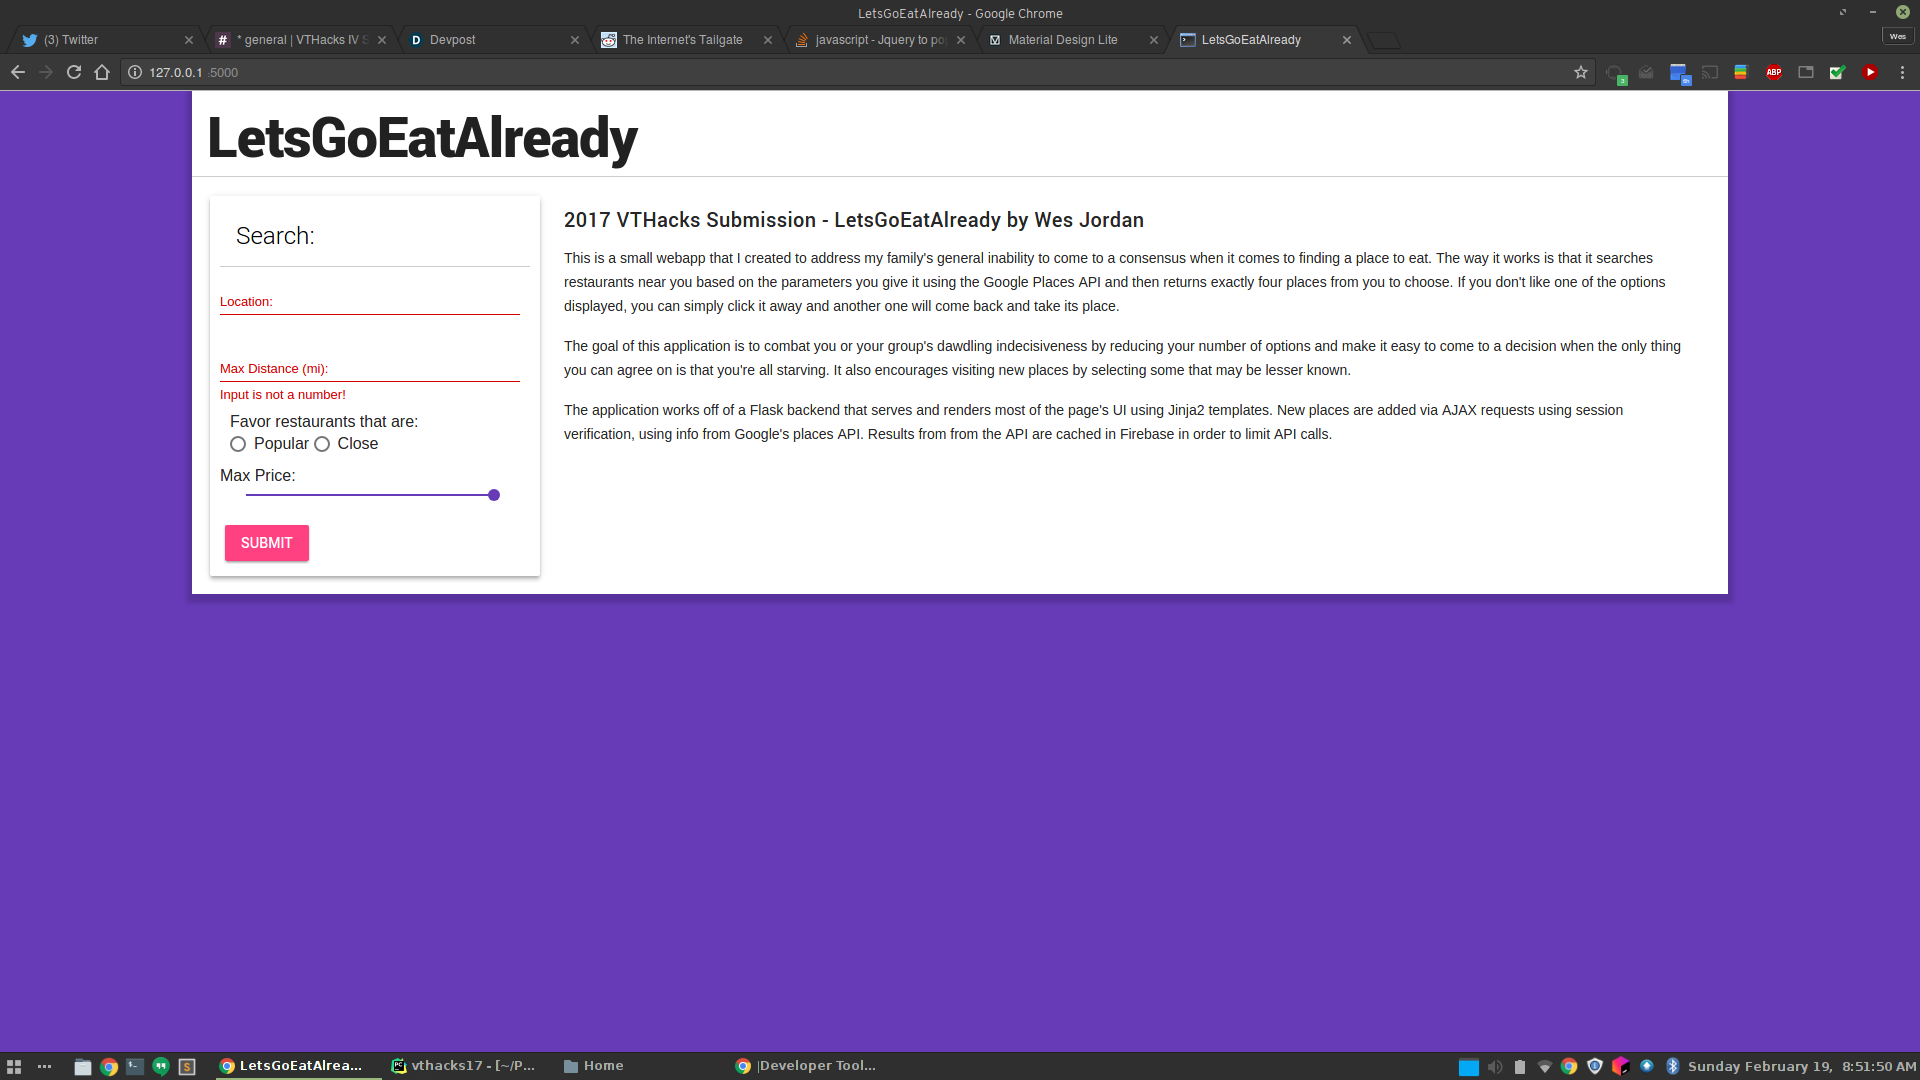 LetsGoEatAlready - Google Chrome
(3) Twitter
* general | VTHacks IV S
Devpost
The Internet's Tailgate
javascript - Jquery to pop
Material Design Lite
LetsGoEatAlready
Wes
127.0.0.1:5000
ABP
LetsGoEatAlready
Search:
Location:
Max Distance (mi):
Input is not a number!
Favor restaurants that are:
Popular Close
Max Price:
SUBMIT
2017 VTHacks Submission - LetsGoEatAlready by Wes Jordan
This is a small webapp that I created to address my family's general inability to come to a consensus when it comes to finding a place to eat. The way it works is that it searches
restaurants near you based on the parameters you give it using the Google Places API and then returns exactly four places from you to choose. If you don't like one of the options
displayed, you can simply click it away and another one will come back and take its place.
The goal of this application is to combat you or your group's dawdling indecisiveness by reducing your number of options and make it easy to come to a decision when the only thing
you can agree on is that you're all starving. It also encourages visiting new places by selecting some that may be lesser known.
The application works off of a Flask backend that serves and renders most of the page's UI using Jinja2 templates. New places are added via AJAX requests using session
verification, using info from Google's places API. Results from from the API are cached in Firebase in order to limit API calls.
LetsGoEatAlrea...
vthacks17 - [~/P...
Home
|Developer Tool...
Sunday February 19, 8:51:50 AM